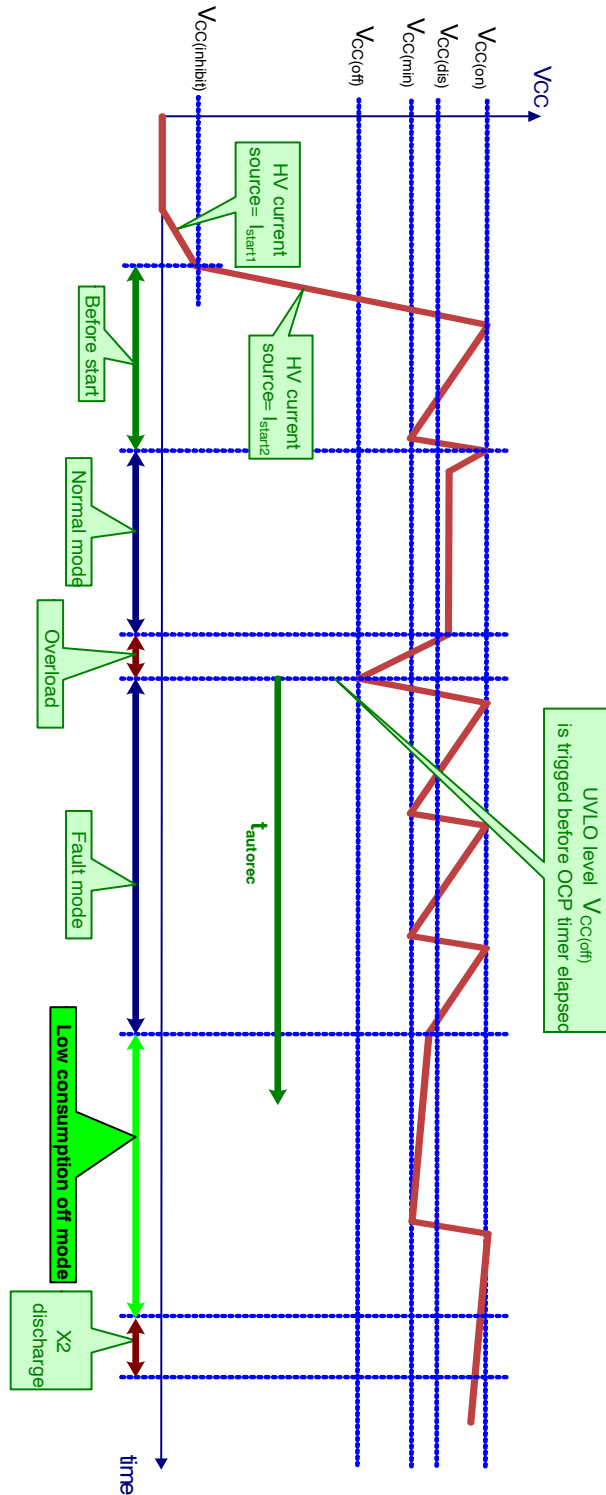 VCC
VCC(on)
VCC(dis)
VCC(min)
VCC(off)
VCC(inhibit)
HV current
source= Istart1
HV current
source= Istart2
UVLO level VCC(off)
is trigged before OCP timer elapsed
tautorec
Before start
Normal mode
Overload
Fault mode
Low consumption off mode
X2
discharge
time